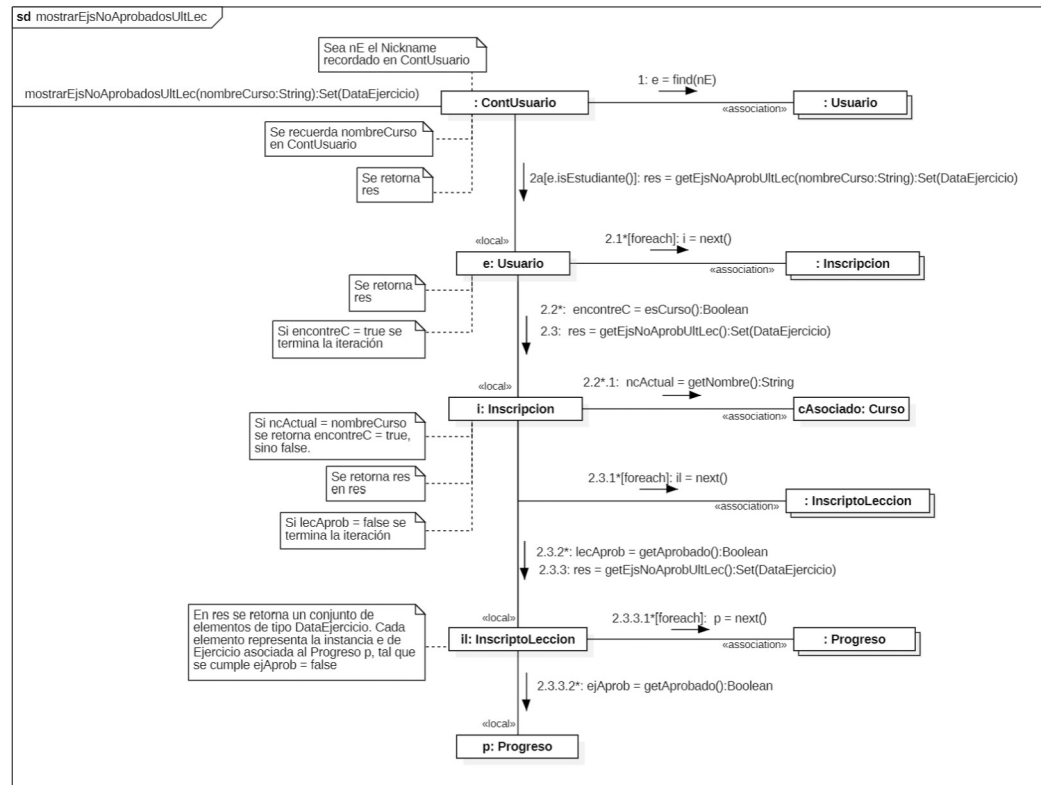 sd mostrarEjsNoAprobadosUltLec
Sea nE el Nickname
recordado en ContUsuario
mostrarEjsNoAprobadosUltLec(nombreCurso:String):Set(DataEjercicio)
: ContUsuario
1: e = find(nE)
«association»
: Usuario
Se recuerda nombreCurso
en ContUsuario
Se retorna
res
2a[e.isEstudiante()]: res = getEjsNoAprobUltLec(nombreCurso:String):Set(DataEjercicio)
«local»
e: Usuario
2.1*[foreach]: i = next()
«association»
: Inscripcion
Se retorna
res
Si encontreC = true se
termina la iteración
2.2*: encontreC = esCurso():Boolean
2.3: res = getEjsNoAprobUltLec():Set(DataEjercicio)
«local»
i: Inscripcion
2.2*.1: ncActual = getNombre():String
«association»
cAsociado: Curso
Si ncActual = nombreCurso
se retorna encontreC = true,
sino false.
Se retorna res
en res
Si lecAprob = false se
termina la iteración
2.3.1*[foreach]: il = next()
«association»
: InscriptoLeccion
2.3.2*: lecAprob = getAprobado():Boolean
2.3.3: res = getEjsNoAprobUltLec():Set(DataEjercicio)
En res se retorna un conjunto de
elementos de tipo DataEjercicio. Cada
elemento representa la instancia e de
Ejercicio asociada al Progreso p, tal que
se cumple ejAprob = false
«local»
il: InscriptoLeccion
2.3.3.1*[foreach]: p = next()
«association»
: Progreso
2.3.3.2*: ejAprob = getAprobado():Boolean
«local»
p: Progreso